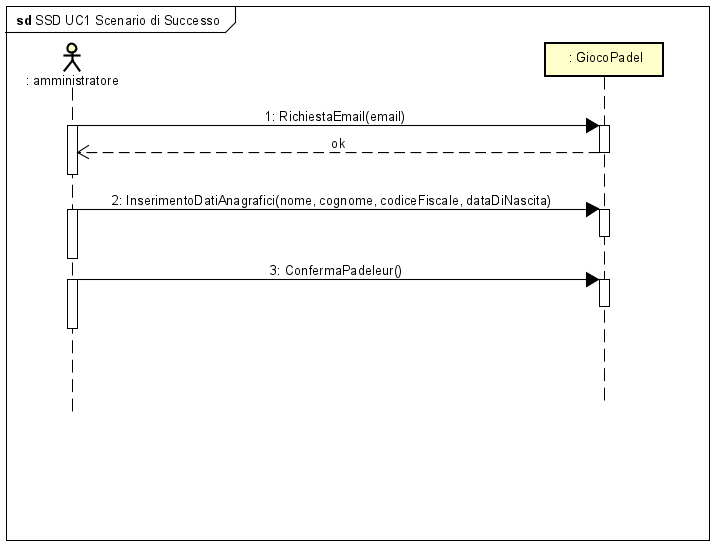 sd SSD UC1 Scenario di Successo
: amministratore
: GiocoPadel
1: RichiestaEmail(email)
ok
2: InserimentoDatiAnagrafici(nome, cognome, codiceFiscale, dataDiNascita)
3: ConfermaPadeleur()